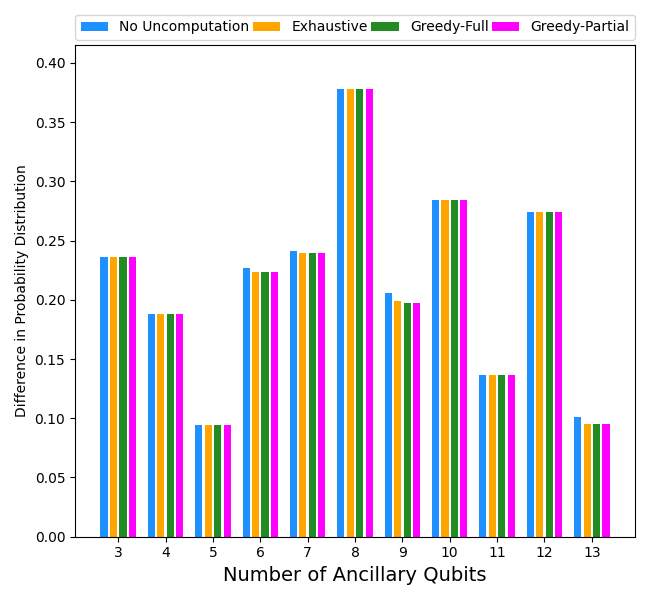 No Uncomputation Exhaustive Greedy-Full Greedy-Partial
0.40
0.35
0.30
0.25
0.20
0.15
0.10
0.05
0.00
Difference in Probability Distribution
3 4 5 6 7 8 9 10 11 12 13
Number of Ancillary Qubits